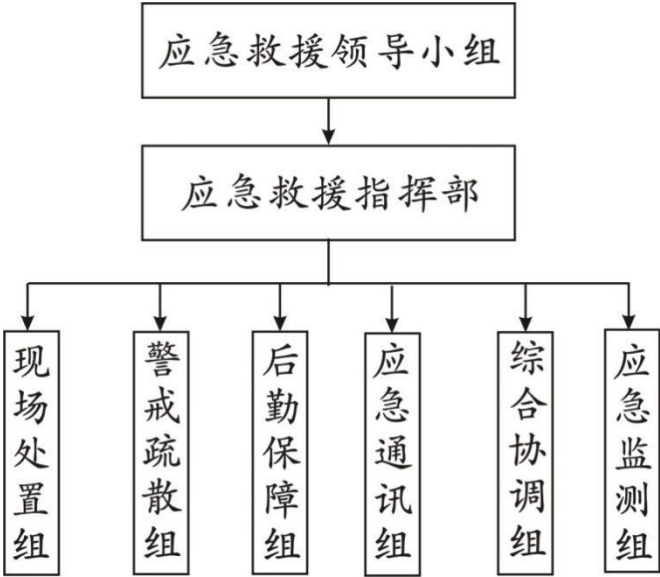 应急救援领导小组
应急救援指挥部
现场处置组
警戒疏散组
后勤保障组
应急通讯组
综合协调组
应急监测组